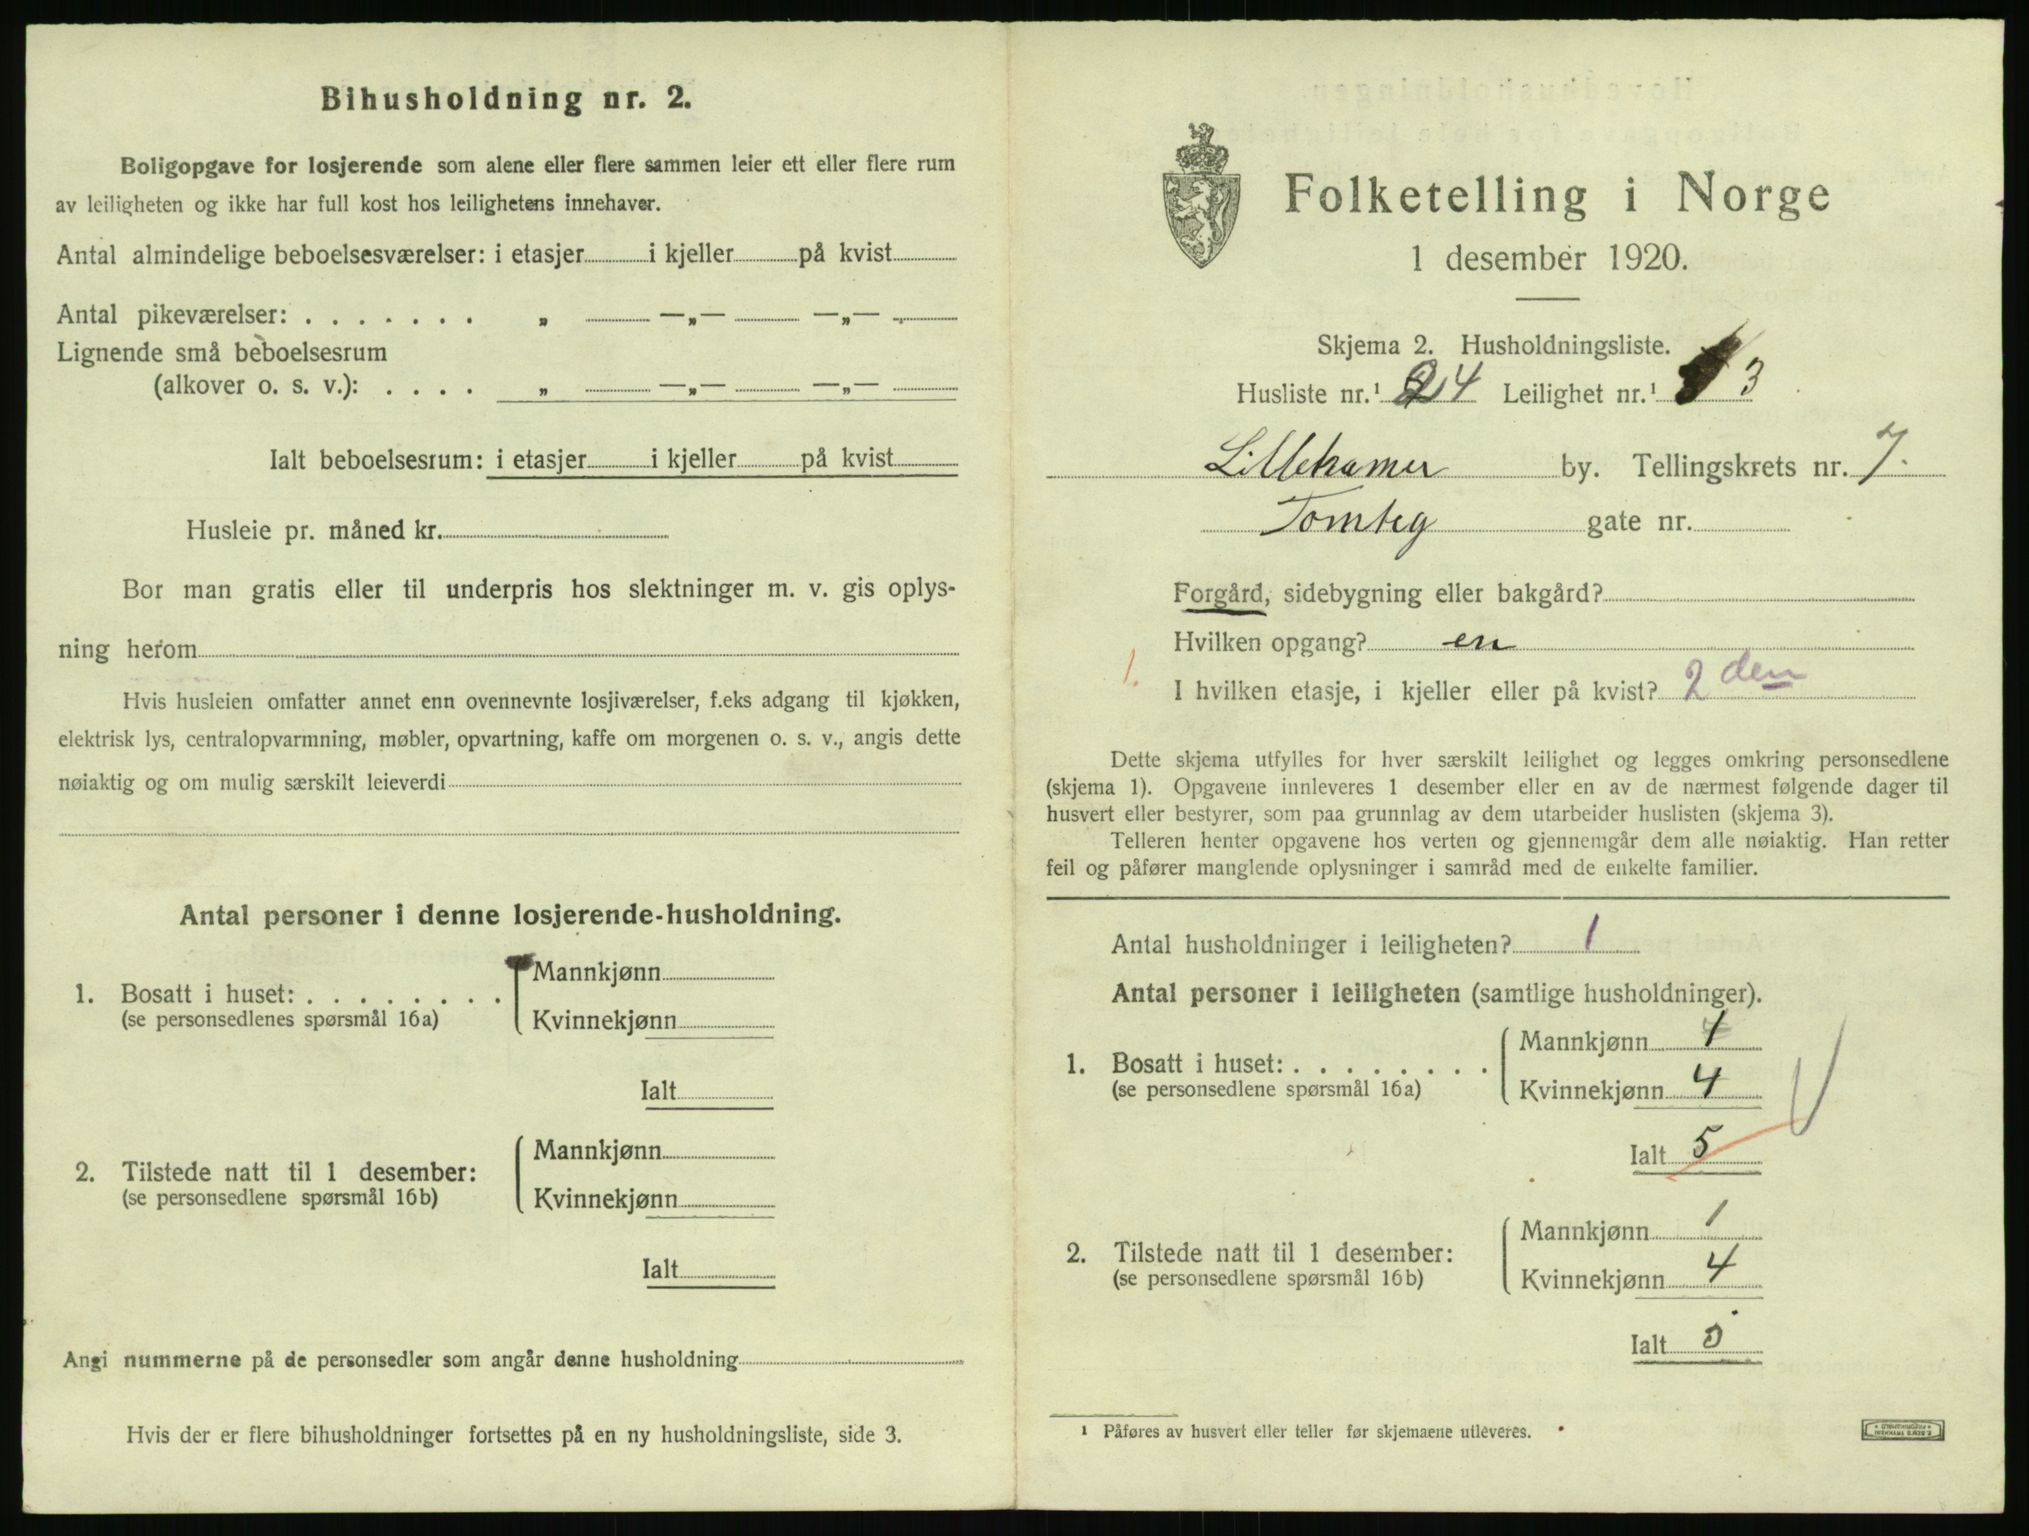 Bihusholdning nr. 2.
Boligopgave for losjerende som alene eller flere sammen leier ett eller flere rum
av leiligheten og ikke har full kost hos leilighetens innehaver.
Antal almindelige beboelsesværelser: i etasjer i kjeller på kvist
Antal pikeværelser: . . . . . . . „ —„— —„—
Lignende små beboelsesrum
(alkover o. s. v.): . . . . „ —„— —„—
Ialt beboelsesrum: i etasjer i kjeller på kvist
Husleie pr. måned kr.
Bor man gratis eller til underpris hos slektninger m. v. gis oplys-
ning herom
Hvis husleien omfatter annet enn ovennevnte losjiværelser, f.eks adgang til kjøkken,
elektrisk lys, centralopvarmning, møbler, opvartning, kaffe om morgenen o. s. v., angis dette
nøiaktig og om mulig særskilt leieverdi
Antal personer i denne losjerende-husholdning.
1. Bosatt i huset: . . . . . . . .
(se personsedlenes spørsmål 16a)
Mannkjønn
Kvinnekjønn
Ialt
2. Tilstede natt til 1 desember:
(se personsedlene spørsmål 16b)
Mannkjønn
Kvinnekjønn
Ialt
Angi nummerne på de personsedler som angår denne husholdning
Hvis der er flere bihusholdninger fortsettes på en ny husholdningsliste, side 3.
Folketelling i Norge
1 desember 1920.
Skjema 2. Husholdningsliste.
Husliste nr.¹ 24 Leilighet nr.¹ 3
Lillehamer by. Tellingskrets nr. 7.
Tomteg gate nr.
Forgård, sidebygning eller bakgård?
Hvilken opgang? en
1. I hvilken etasje, i kjeller eller på kvist? 2 den
Dette skjema utfylles for hver særskilt leilighet og legges omkring personsedlene
(skjema 1). Opgavene innleveres 1 desember eller en av de nærmest følgende dager til
husvert eller bestyrer, som paa grunnlag av dem utarbeider huslisten (skjema 3).
Telleren henter opgavene hos verten og gjennemgår dem alle nøiaktig. Han retter
feil og påfører manglende oplysninger i samråd med de enkelte familier.
Antal husholdninger i leiligheten? 1
Antal personer i leiligheten (samtlige husholdninger).
1. Bosatt i huset: . . . . . . . .
(se personsedlene spørsmål 16a)
Mannkjønn 1
Kvinnekjønn 4
Ialt 5
2. Tilstede natt til 1 desember:
(se personsedlene spørsmål 16b)
Mannkjønn 1
Kvinnekjønn 4
Ialt 5
¹ Påføres av husvert eller teller før skjemaene utleveres.